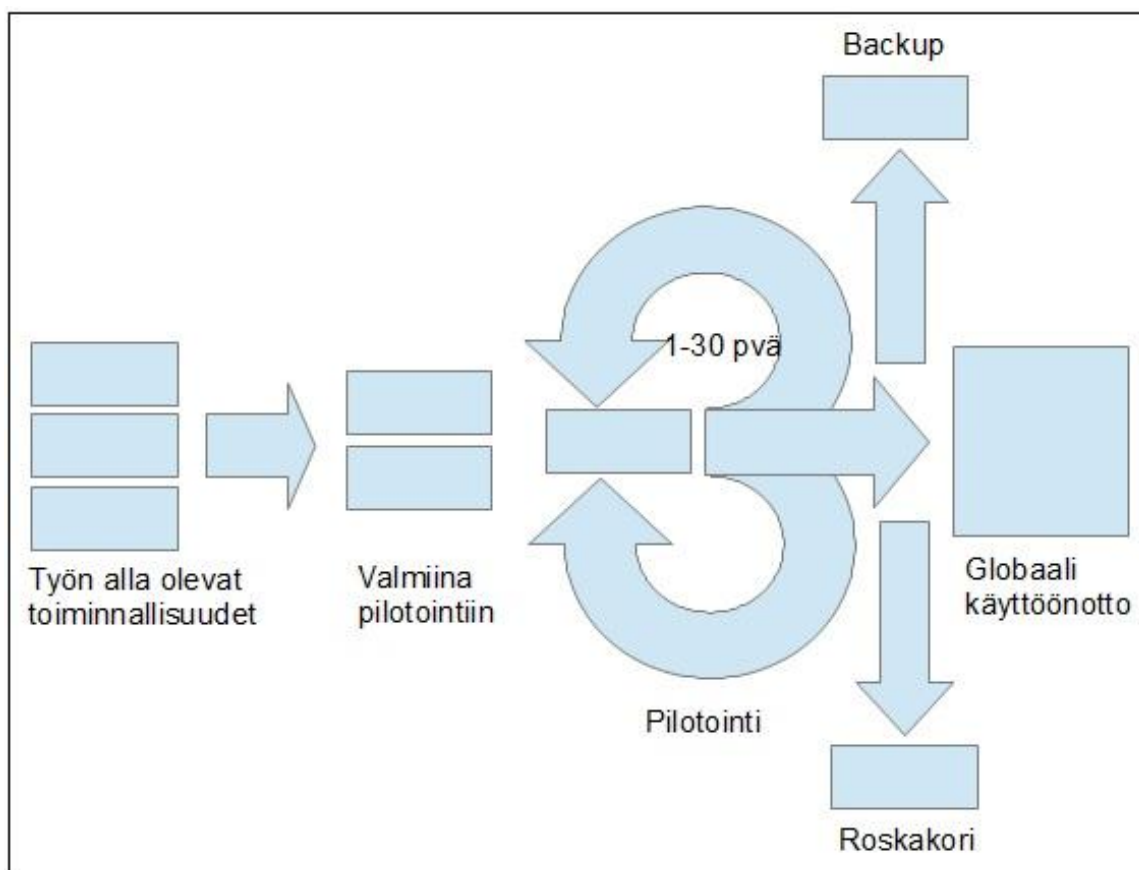 Backup
1-30 pvä
Työn alla olevat
toiminnallisuudet
Valmiina
pilotointiin
Globaali
käyttöönotto
Pilotointi
Roskakori